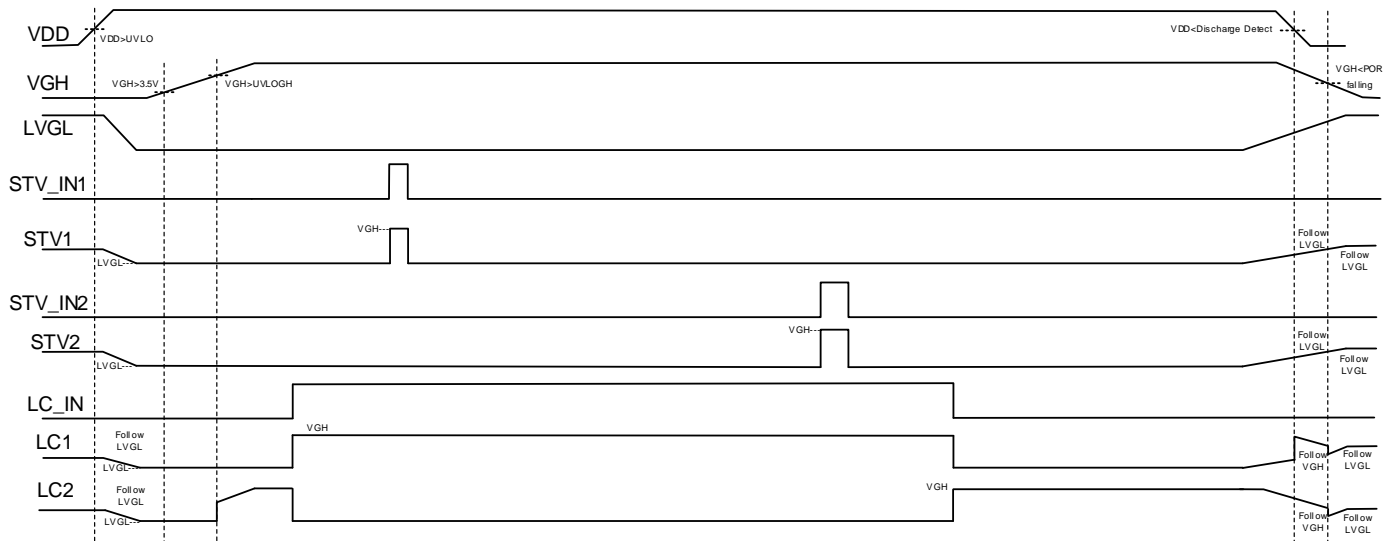 VDD
VDD>UVLO
VDD<Discharge Detect
VGH
VGH>3.5V
VGH>UVLOGH
VGH<POR
falling
LVGL
STV_IN1
VGH---
STV1
LVGL---
Follow
LVGL
Follow
LVGL
STV_IN2
VGH---
STV2
LVGL---
Follow
LVGL
Follow
LVGL
LC_IN
VGH
LC1
Follow
LVGL
LVGL---
Follow
VGH
Follow
LVGL
LC2
Follow
LVGL
LVGL---
VGH
Follow
VGH
Follow
LVGL